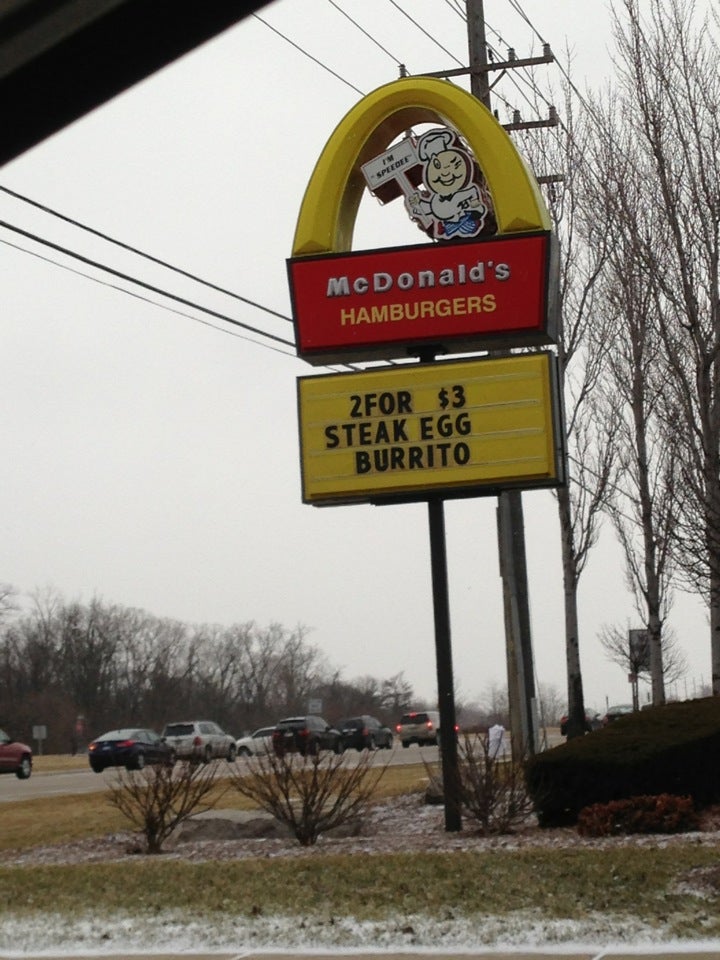 I'M
SPEEDEE
McDonald's
HAMBURGERS
2FOR $3
STEAK EGG
BURRITO